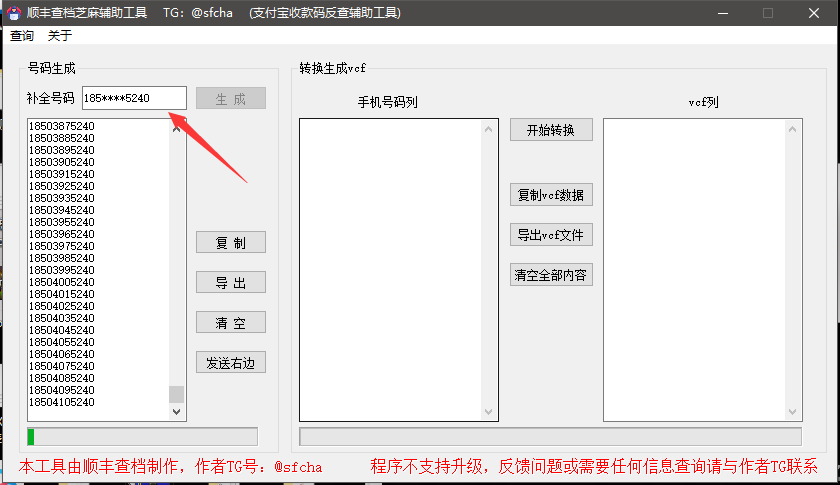 顺丰查档芝麻辅助工具 TG: @sfcha (支付宝收款码反查辅助工具)
查询 关于
号码生成
转换生成vcf
补全号码 185****5240 生 成
手机号码列
vcf列
18503875240
18503885240
18503895240
18503905240
18503915240
18503925240
18503935240
18503945240
18503955240
18503965240
18503975240
18503985240
18503995240
18504005240
18504015240
18504025240
18504035240
18504045240
18504055240
18504065240
18504075240
18504085240
18504095240
18504105240
复 制
导 出
清 空
发送右边
开始转换
复制vcf数据
导出vcf文件
清空全部内容
本工具由顺丰查档制作，作者TG号：@sfcha 程序不支持升级，反馈问题或需要任何信息查询请与作者TG联系